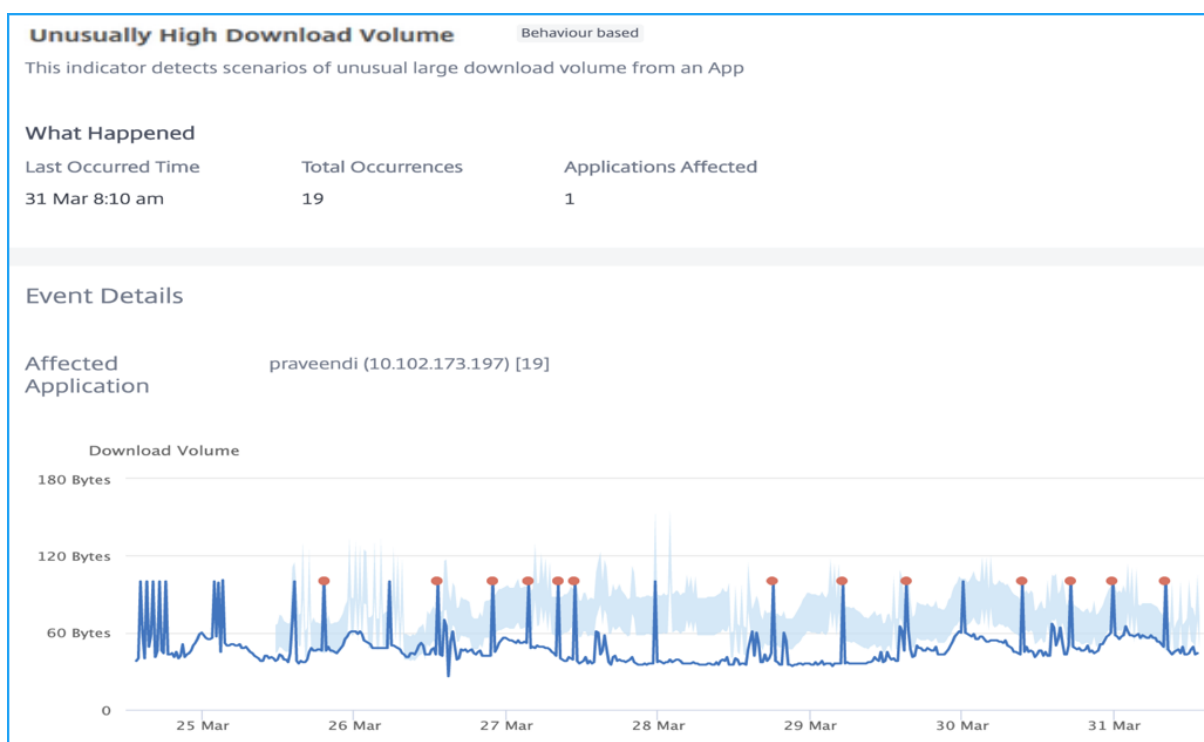 Unusually High Download Volume Behaviour based
This indicator detects scenarios of unusual large download volume from an App
What Happened
Last Occurred Time Total Occurrences Applications Affected
31 Mar 8:10 am 19 1
Event Details
Affected praveendi (10.102.173.197) [19]
Application
Download Volume
180 Bytes
120 Bytes
60 Bytes
0
25 Mar 26 Mar 27 Mar 28 Mar 29 Mar 30 Mar 31 Mar